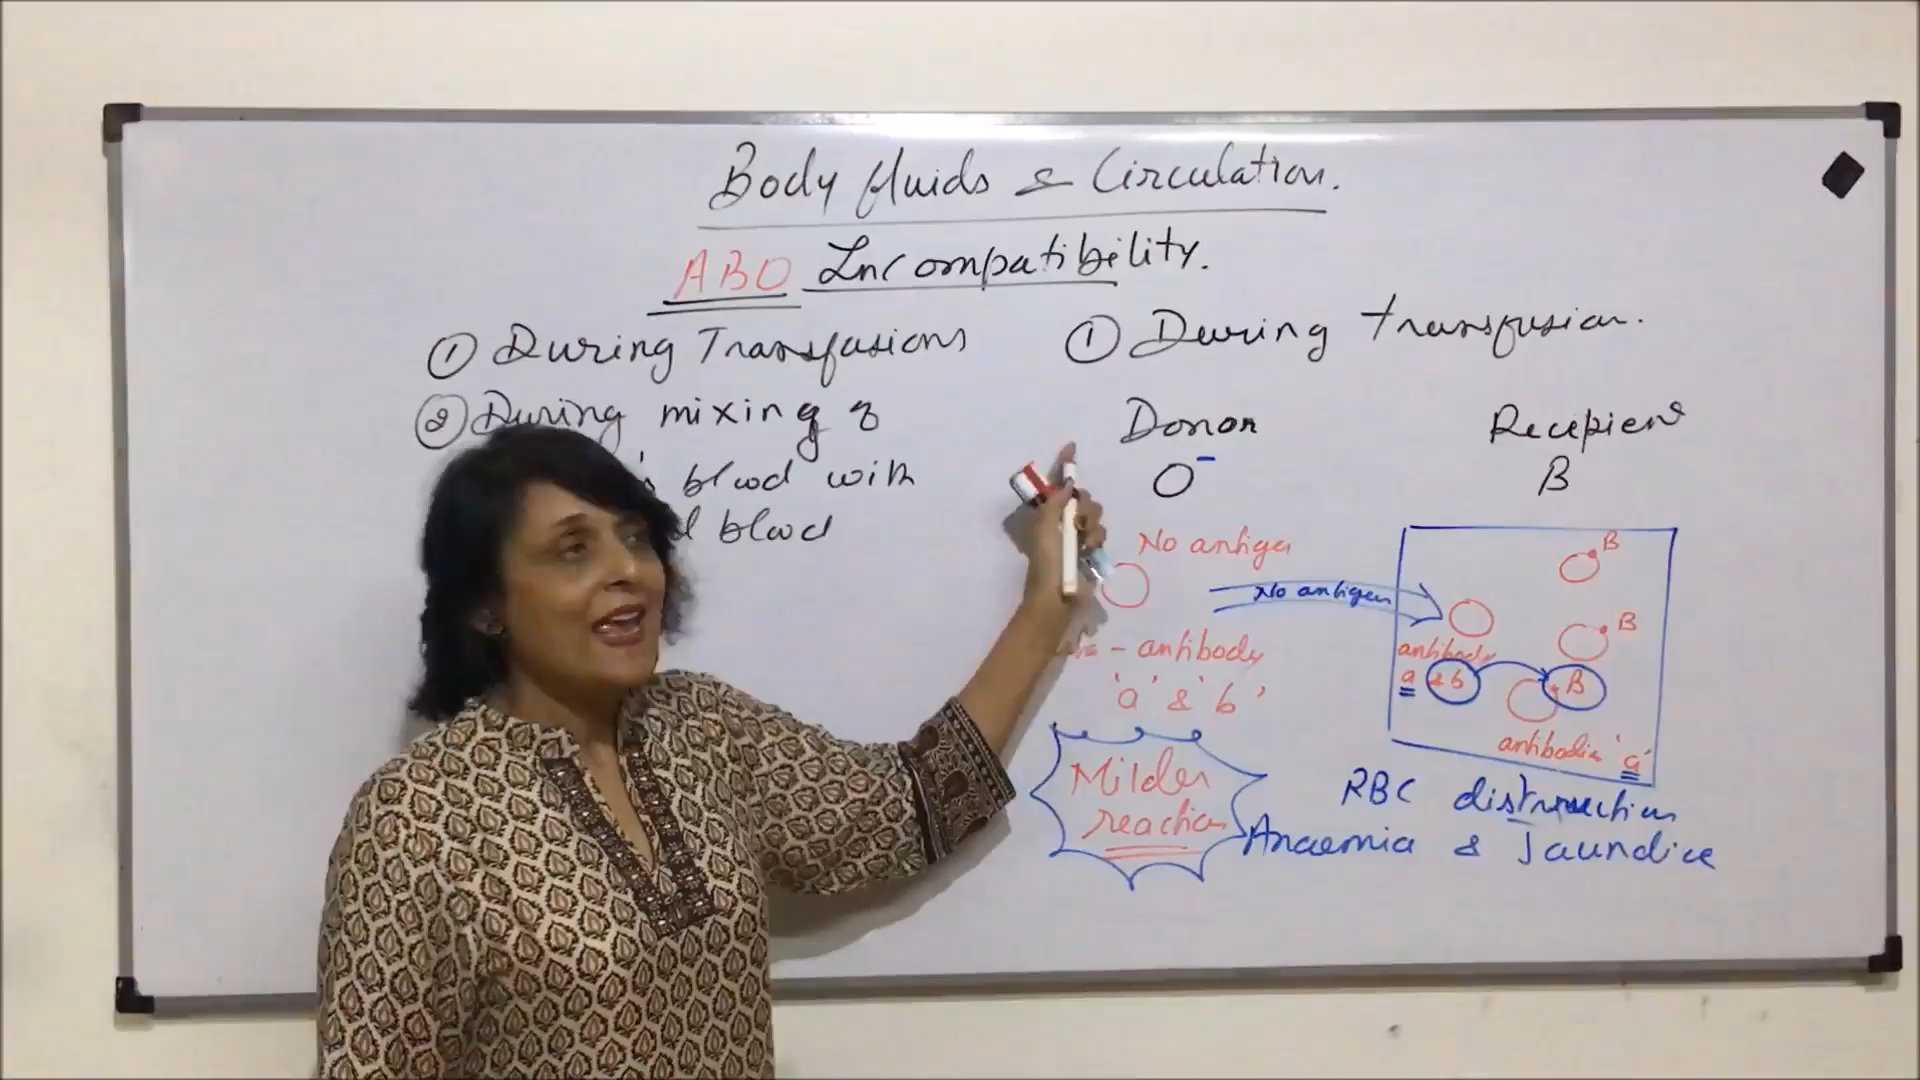 Body fluids & Circulation.
ABO Incompatibility.
① During Transfusions
② During mixing of
's blood with
d blood
① During transfusion.
Donor
O⁻
No antigen
- antibody
'a' & 'b'
Milder
reaction
No antigen
Recepient
B
B
B
antibody
a & b
B
antibodies 'a'
RBC distruction
Anaemia & Jaundice